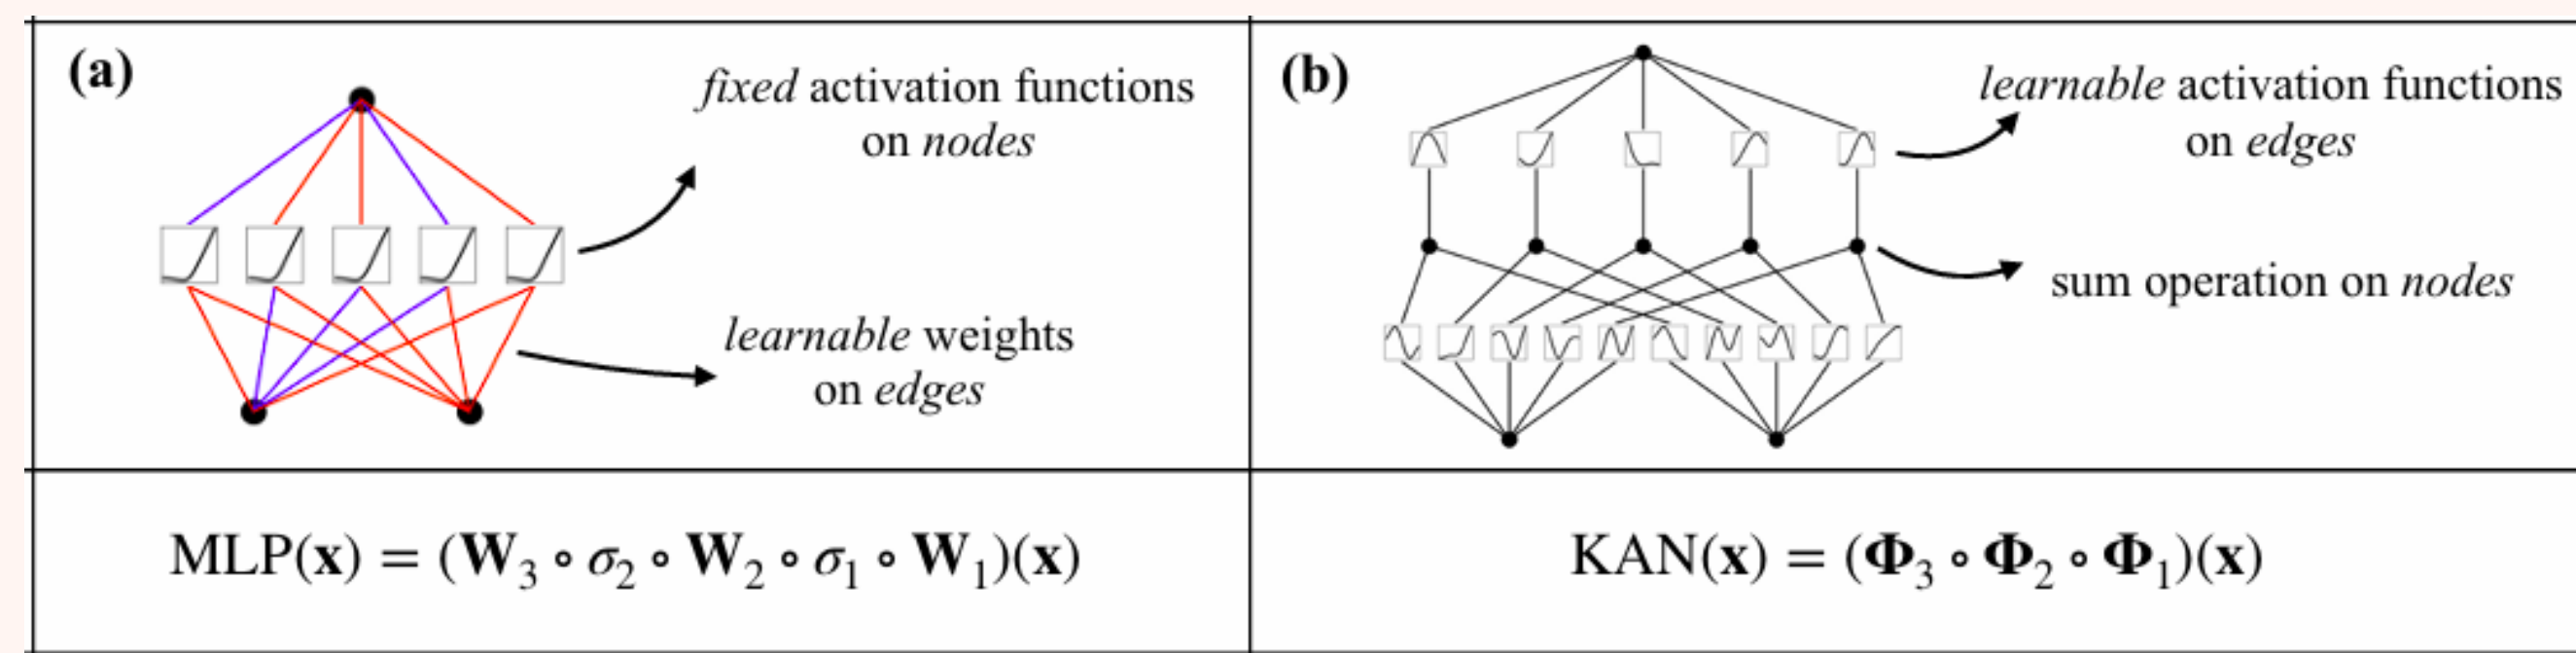 (a)
fixed activation functions
on nodes
learnable weights
on edges
(b)
learnable activation functions
on edges
sum operation on nodes
MLP(x) = (W₃ ∘ σ₂ ∘ W₂ ∘ σ₁ ∘ W₁)(x)
KAN(x) = (Φ₃ ∘ Φ₂ ∘ Φ₁)(x)